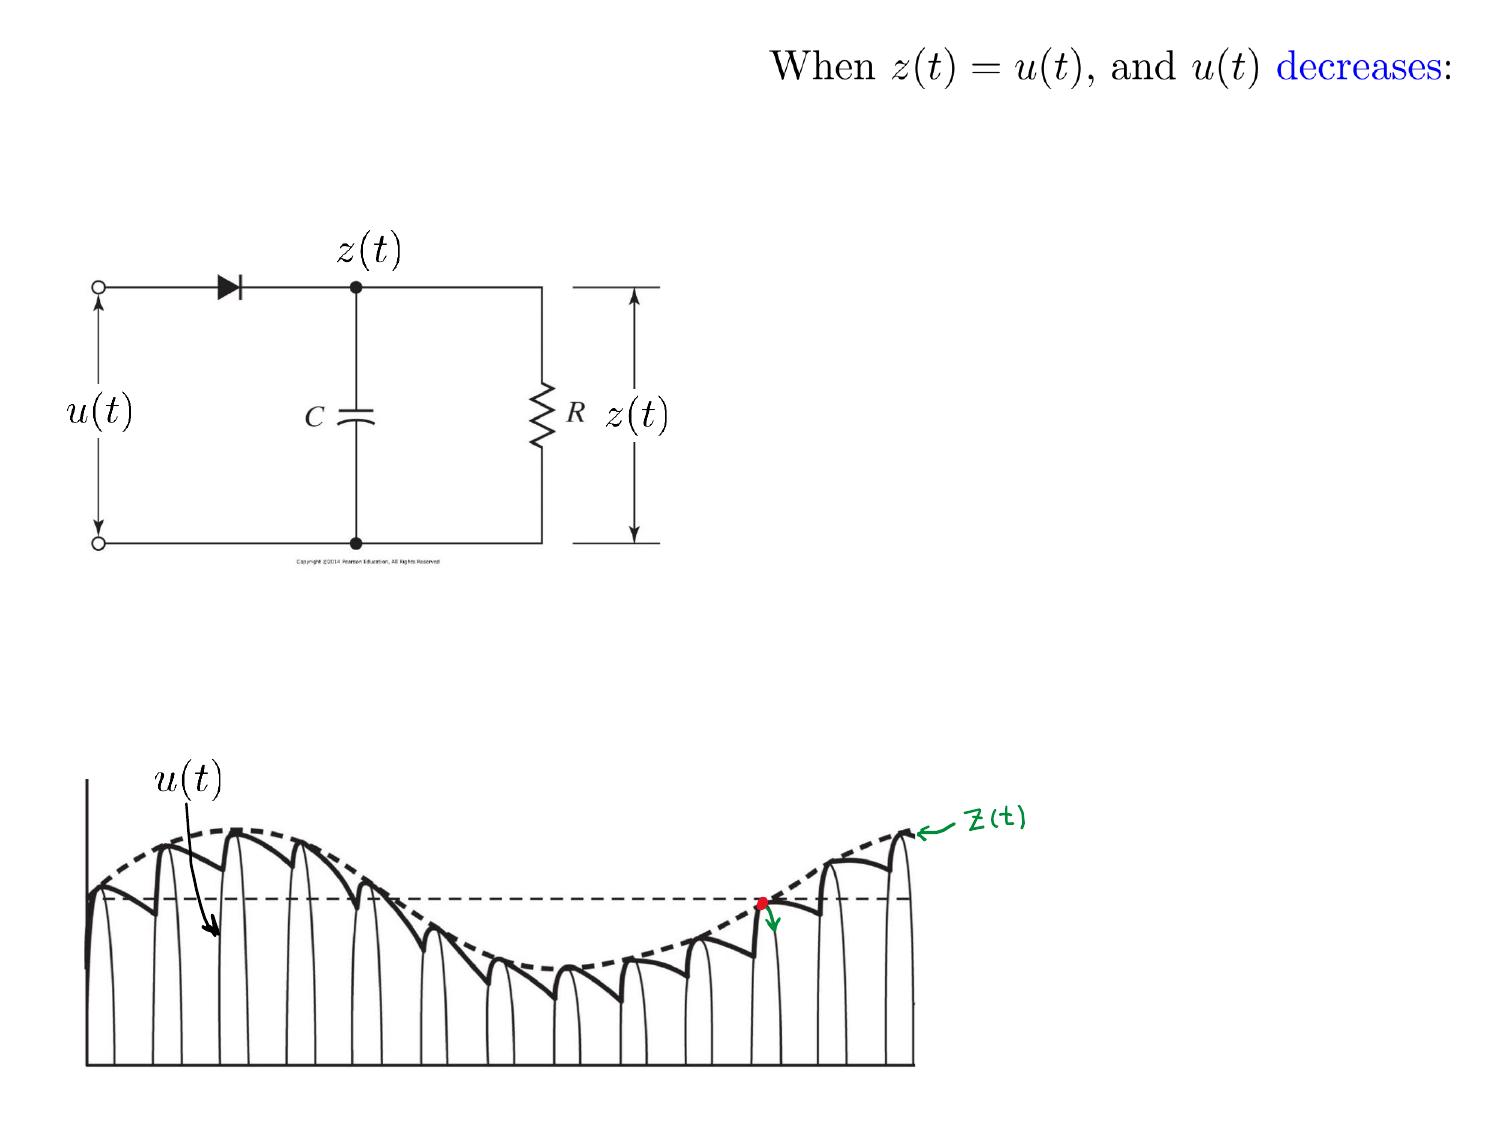 When z(t) = u(t), and u(t) decreases:
z(t)
u(t)
C
R
z(t)
Copyright ©2014 Pearson Education, All Rights Reserved
u(t)
z(t)